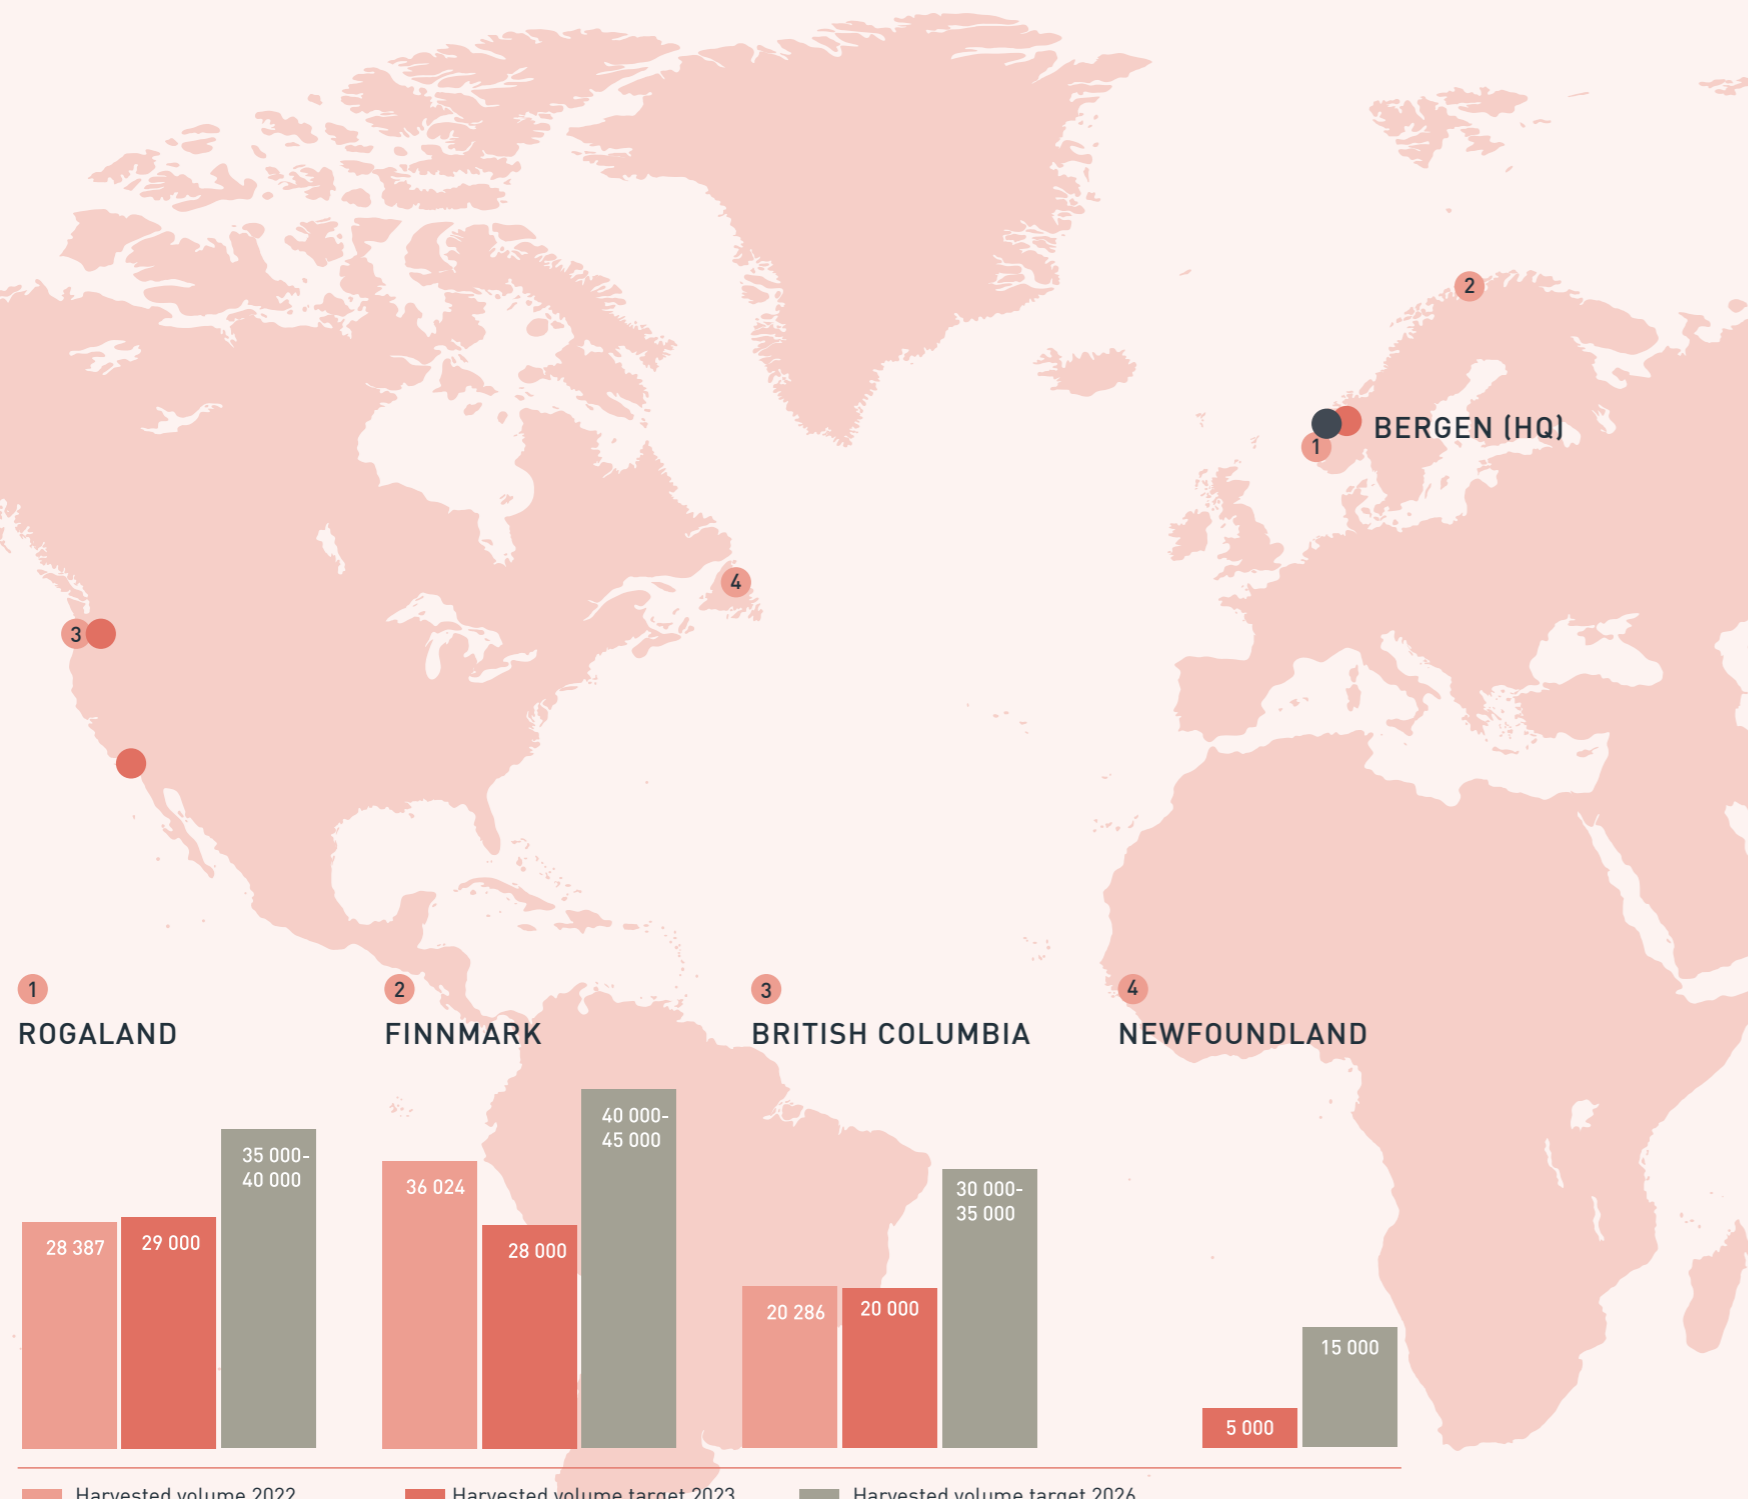 2
BERGEN (HQ)
1
4
3
1
ROGALAND
2
FINNMARK
3
BRITISH COLUMBIA
4
NEWFOUNDLAND
28 387
29 000
35 000-
40 000
36 024
28 000
40 000-
45 000
20 286
20 000
30 000-
35 000
5 000
15 000
Harvested volume 2022
Harvested volume target 2023
Harvested volume target 2026